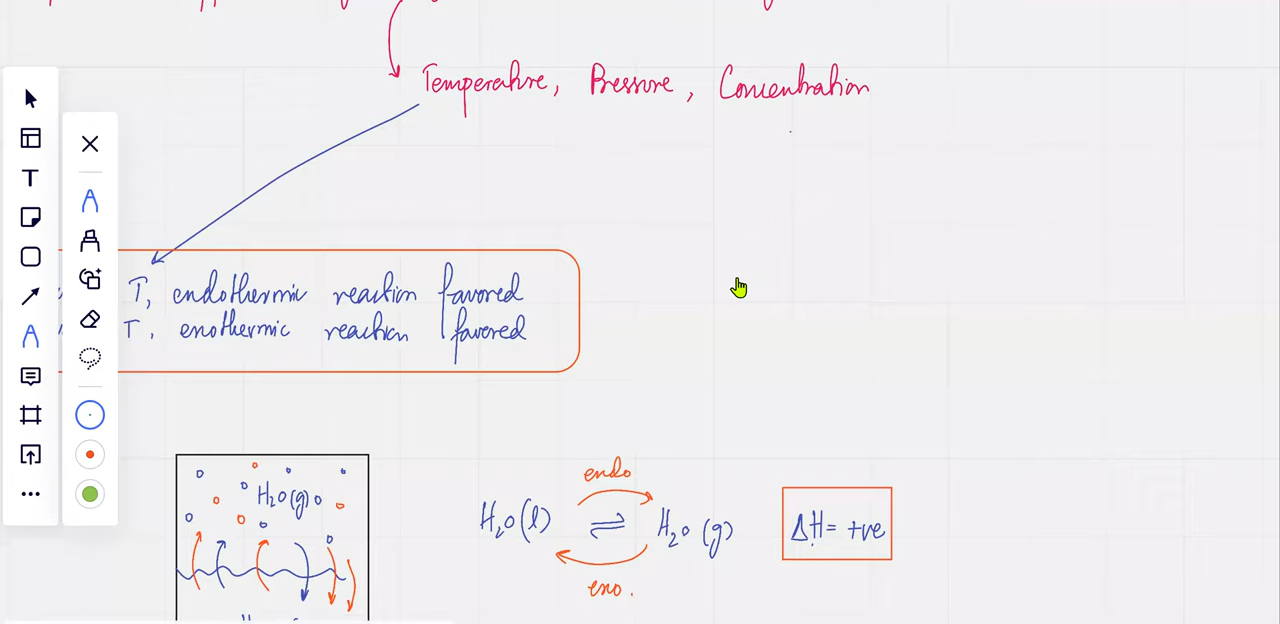 Temperature, Pressure, Concentration
T, endothermic reaction favored
T, exothermic reaction favored
H₂O(g)
endo
H₂O(l) ⇌ H₂O(g)
ΔH = +ve
exo.
T